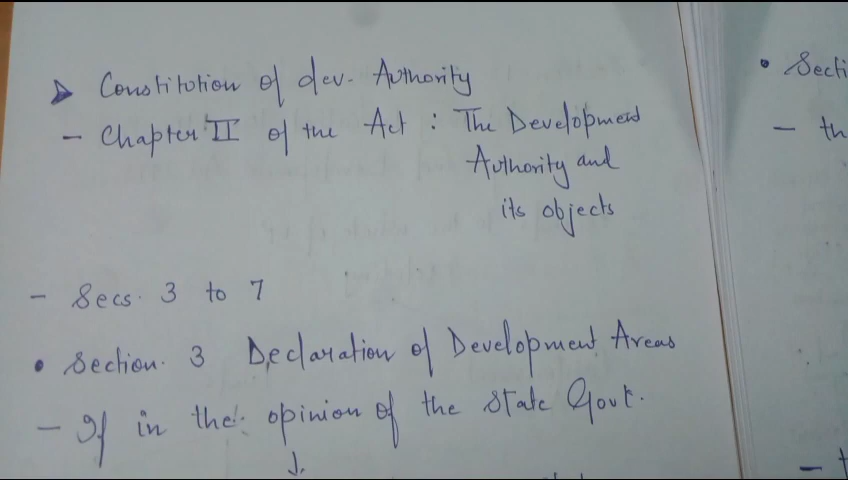 Constitution of dev. Authority
- Chapter II of the Act : The Development
Authority and
its objects
- Secs. 3 to 7
• Section. 3 Declaration of Development Areas
- If in the opinion of the State Govt.
• Secti
- th